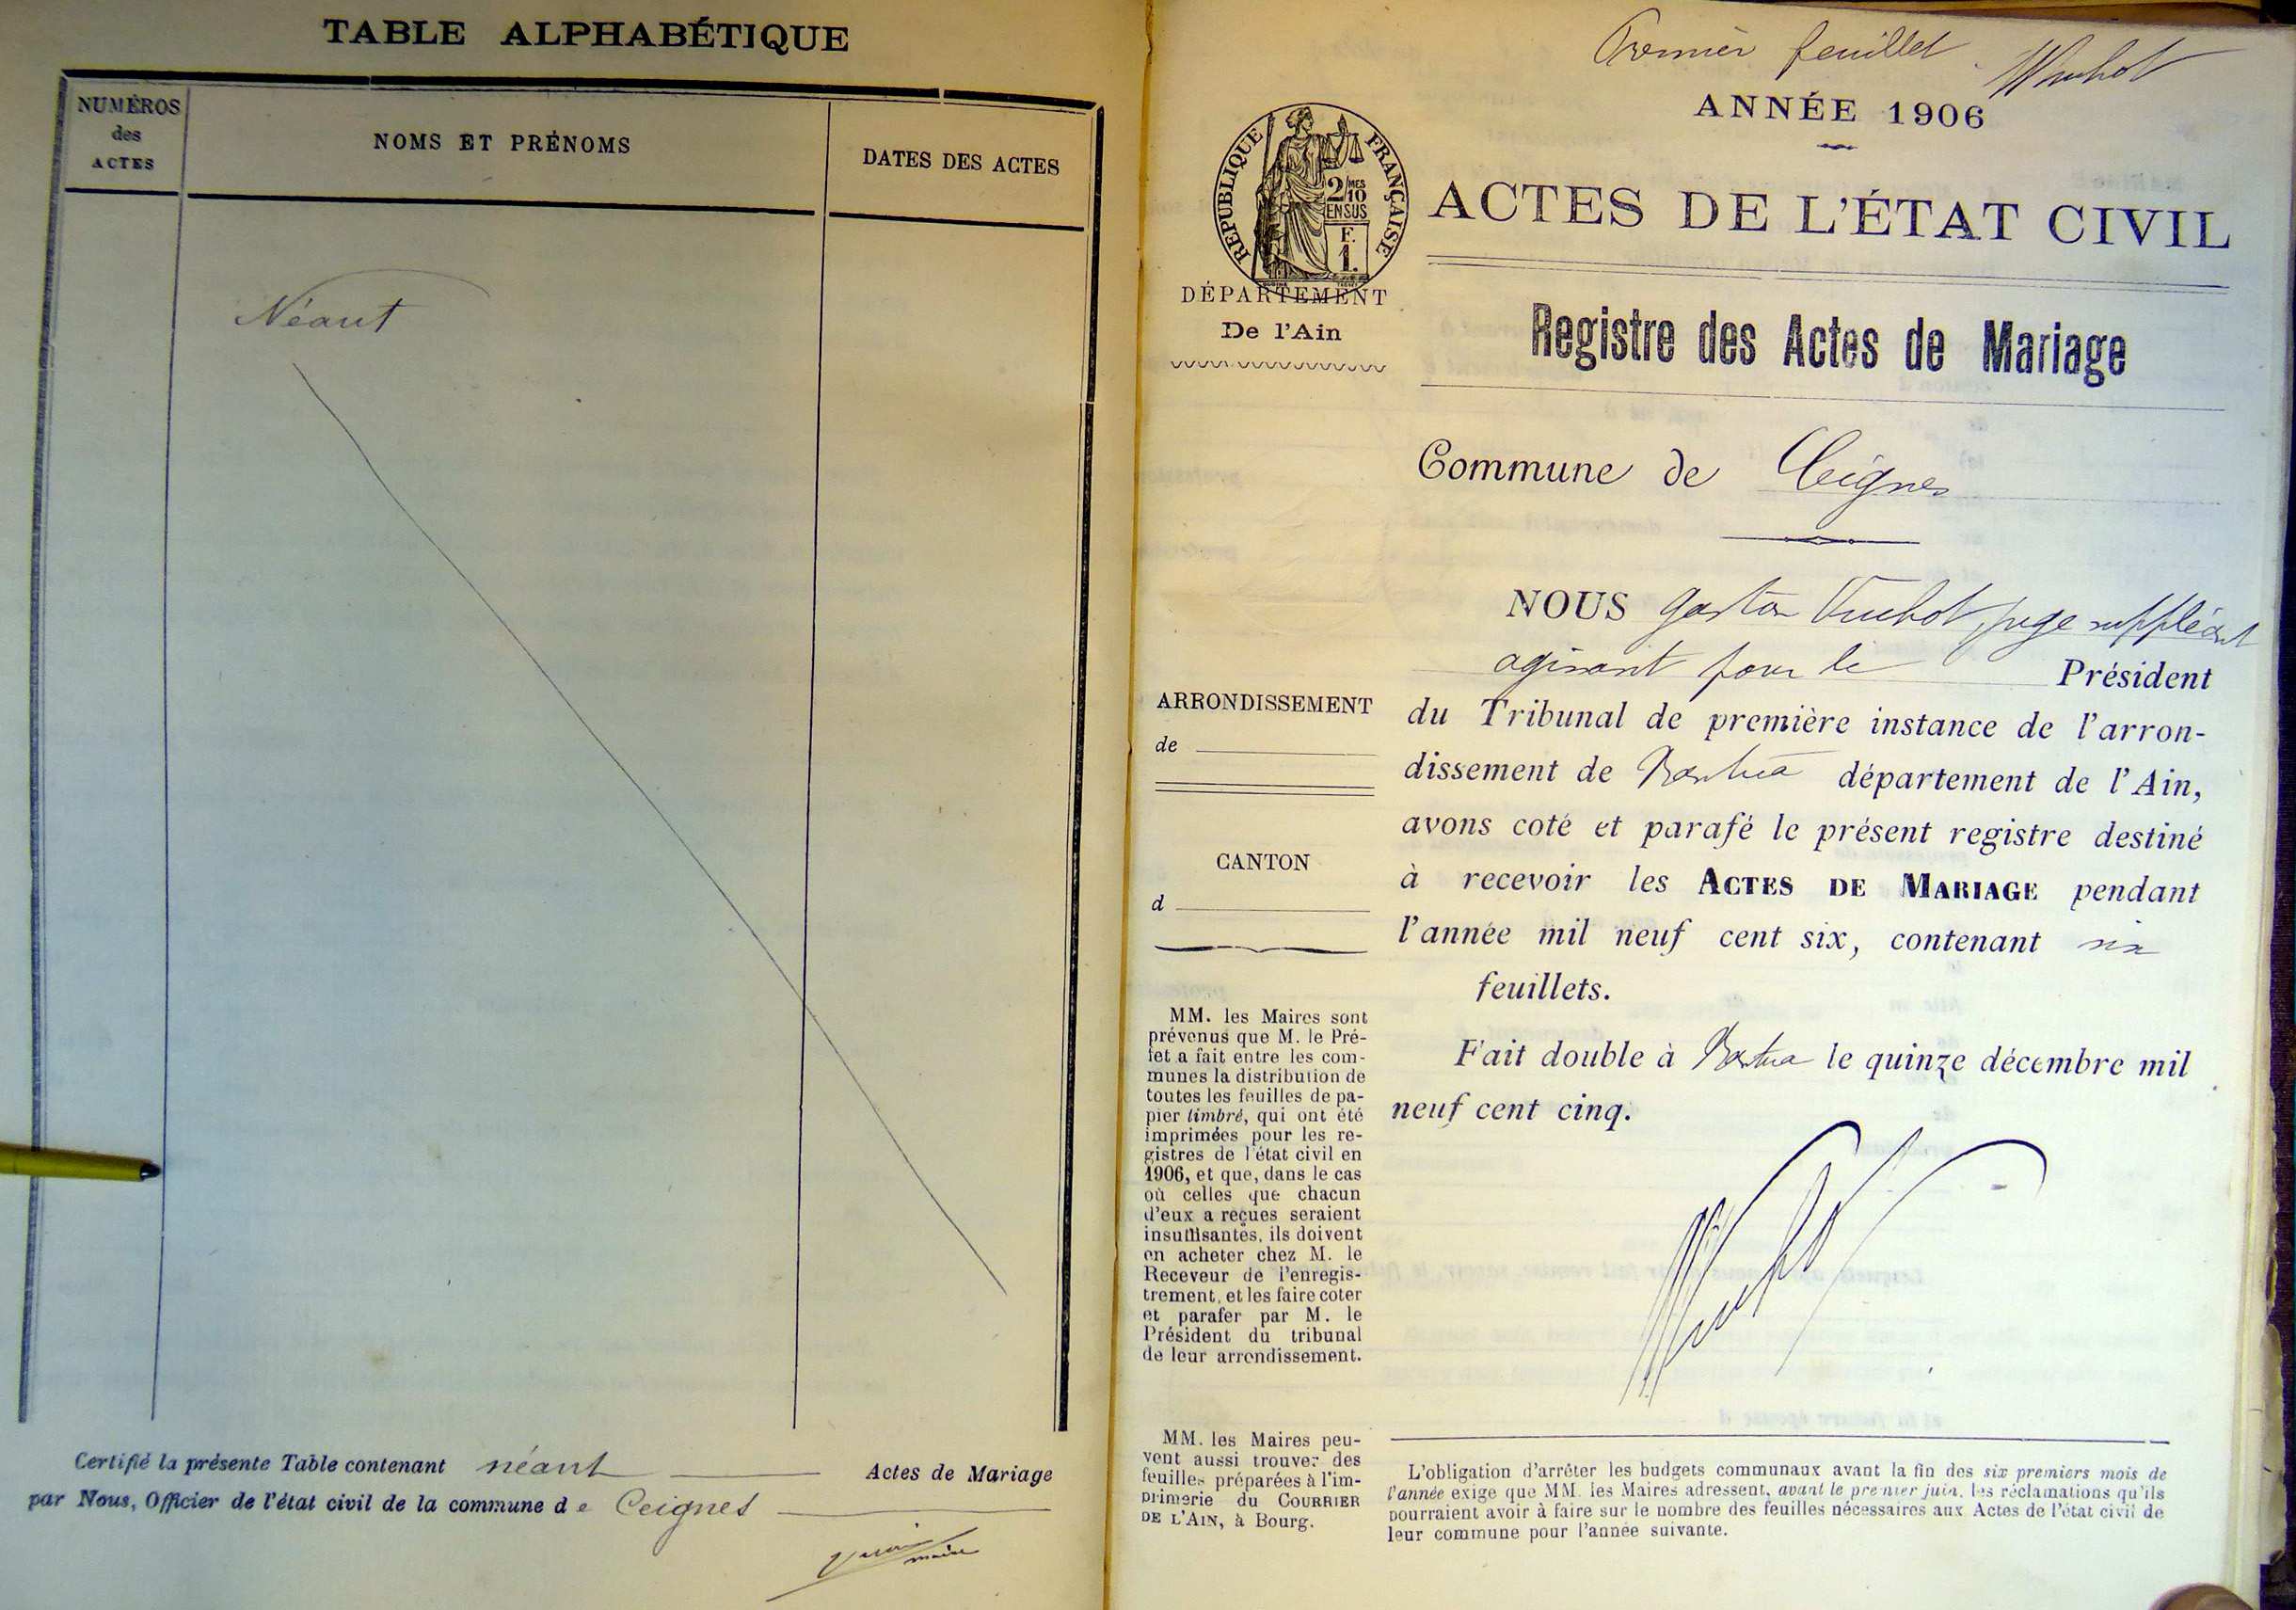 TABLE ALPHABÉTIQUE
NUMÉROS
des
ACTES
NOMS ET PRÉNOMS
DATES DES ACTES
Néant
Certifié la présente Table contenant néant Actes de Mariage
par Nous, Officier de l'état civil de la commune de Ceignes
maire
Premier feuillet
ANNÉE 1906
RÉPUBLIQUE FRANÇAISE
2/10 MES
EN SUS
F.
1.
ACTES DE L'ÉTAT CIVIL
DÉPARTEMENT
De l'Ain
Registre des Actes de Mariage
Commune de Ceignes
NOUS Gaston juge suppléant
agissant pour le Président
du Tribunal de première instance de l'arron-
dissement de Nantua département de l'Ain,
avons coté et parafé le présent registre destiné
à recevoir les ACTES DE MARIAGE pendant
l'année mil neuf cent six, contenant six
feuillets.
Fait double à Nantua le quinze décembre mil
neuf cent cinq.
ARRONDISSEMENT
de
CANTON
d
MM. les Maires sont
prévenus que M. le Pré-
fet a fait entre les com-
munes la distribution de
toutes les feuilles de pa-
pier timbré, qui ont été
imprimées pour les re-
gistres de l'état civil en
1906, et que, dans le cas
où celles que chacun
d'eux a reçues seraient
insuffisantes, ils doivent
en acheter chez M. le
Receveur de l'enregis-
trement, et les faire coter
et parafer par M. le
Président du tribunal
de leur arrondissement.
MM. les Maires peu-
vent aussi trouver des
feuilles préparées à l'im-
primerie du COURRIER
DE L'AIN, à Bourg.
L'obligation d'arrêter les budgets communaux avant la fin des six premiers mois de
l'année exige que MM. les Maires adressent, avant le premier juin, les réclamations qu'ils
pourraient avoir à faire sur le nombre des feuilles nécessaires aux Actes de l'état civil de
leur commune pour l'année suivante.